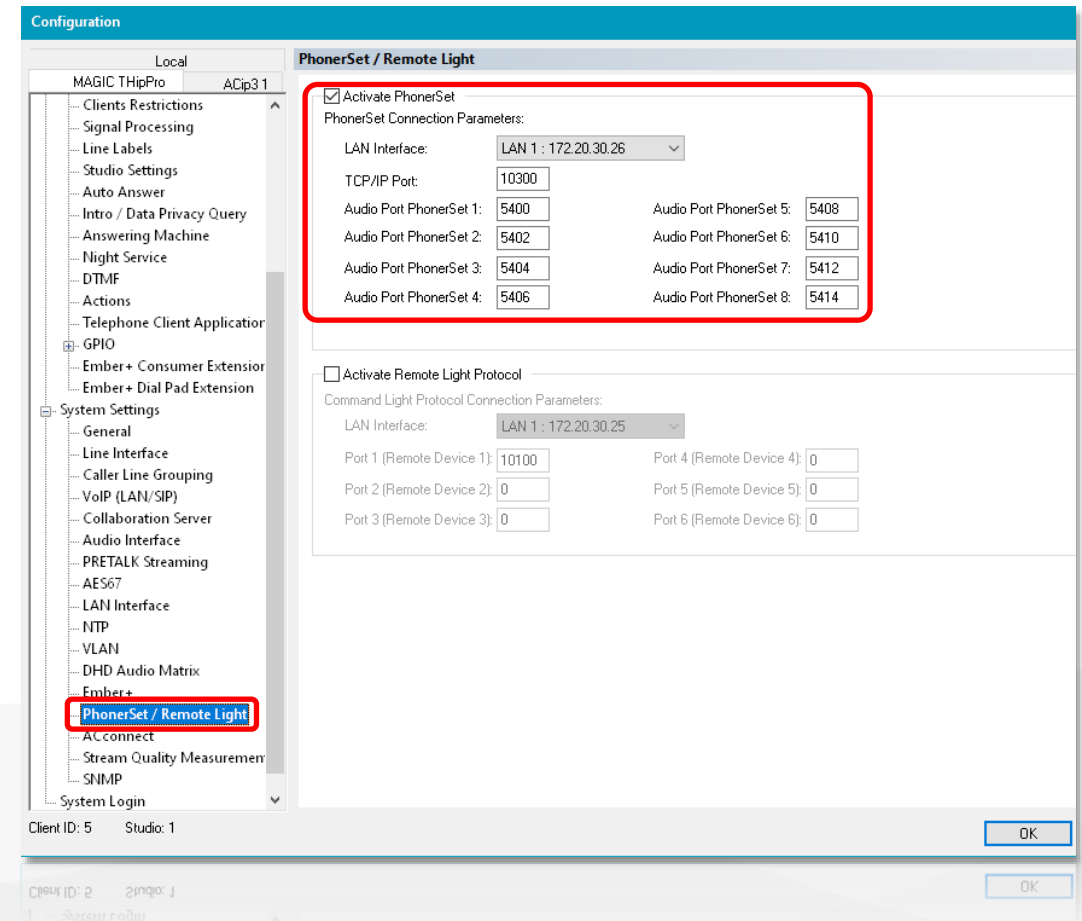 Configuration
Local
MAGIC THipPro
ACip3 1
Clients Restrictions
Signal Processing
Line Labels
Studio Settings
Auto Answer
Intro / Data Privacy Query
Answering Machine
Night Service
DTMF
Actions
Telephone Client Application
GPIO
Ember+ Consumer Extension
Ember+ Dial Pad Extension
System Settings
General
Line Interface
Caller Line Grouping
VoIP (LAN/SIP)
Collaboration Server
Audio Interface
PRETALK Streaming
AES67
LAN Interface
NTP
VLAN
DHD Audio Matrix
Ember+
PhonerSet / Remote Light
ACconnect
Stream Quality Measurement
SNMP
System Login
PhonerSet / Remote Light
Activate PhonerSet
PhonerSet Connection Parameters:
LAN Interface: LAN 1 : 172.20.30.26
TCP/IP Port: 10300
Audio Port PhonerSet 1: 5400 Audio Port PhonerSet 5: 5408
Audio Port PhonerSet 2: 5402 Audio Port PhonerSet 6: 5410
Audio Port PhonerSet 3: 5404 Audio Port PhonerSet 7: 5412
Audio Port PhonerSet 4: 5406 Audio Port PhonerSet 8: 5414
Activate Remote Light Protocol
Command Light Protocol Connection Parameters:
LAN Interface: LAN 1 : 172.20.30.25
Port 1 (Remote Device 1): 10100 Port 4 (Remote Device 4): 0
Port 2 (Remote Device 2): 0 Port 5 (Remote Device 5): 0
Port 3 (Remote Device 3): 0 Port 6 (Remote Device 6): 0
Client ID: 5 Studio: 1
OK